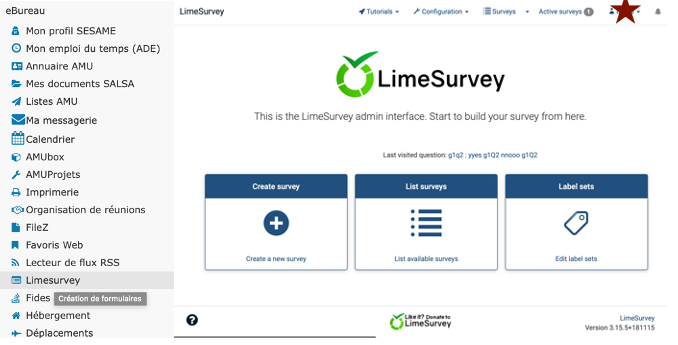 eBureau
Mon profil SESAME
Mon emploi du temps (ADE)
Annuaire AMU
Mes documents SALSA
Listes AMU
Ma messagerie
Calendrier
AMUbox
AMUProjets
Imprimerie
Organisation de réunions
FileZ
Favoris Web
Lecteur de flux RSS
Limesurvey
Fides
Création de formulaires
Hébergement
Déplacements
LimeSurvey
Tutorials
Configuration
Surveys
Active surveys 1
LimeSurvey
This is the LimeSurvey admin interface. Start to build your survey from here.
Last visited question: g1q2 : yyes g1Q2 nnooo g1Q2
Create survey
Create a new survey
List surveys
List available surveys
Label sets
Edit label sets
Like it? Donate to
LimeSurvey
LimeSurvey
Version 3.15.5+181115